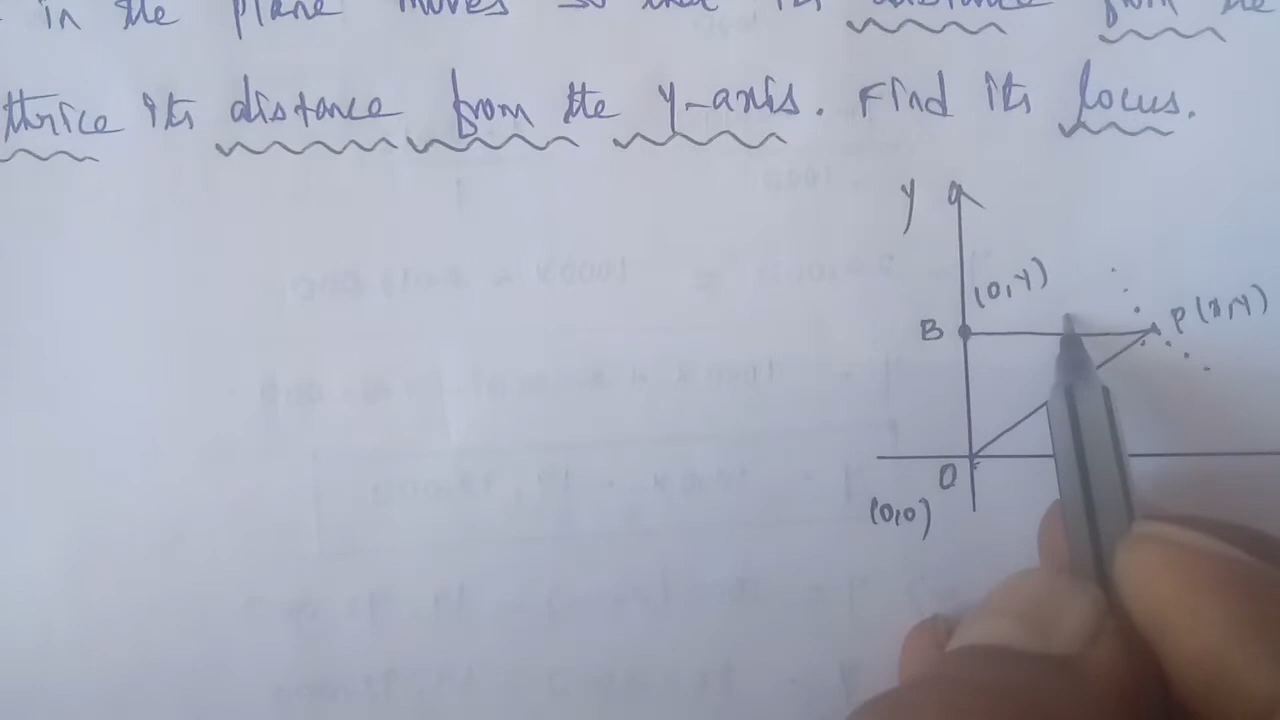 in the plane moves so that its distance from the
thrice its distance from the y-axis. Find its locus.
y
(0,y)
B
P(x,y)
O
(0,0)